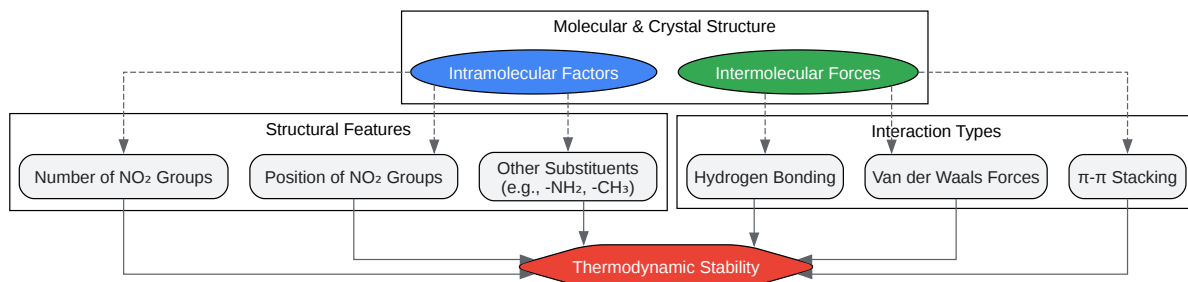 Molecular & Crystal Structure
Intramolecular Factors
Intermolecular Forces
Structural Features
Interaction Types
Number of NO₂ Groups
Position of NO₂ Groups
Other Substituents
(e.g., -NH₂, -CH₃)
Hydrogen Bonding
Van der Waals Forces
π-π Stacking
Thermodynamic Stability